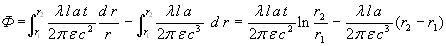 Φ = ∫_{r₁}^{r₂} (λlat / 2πεc²) (dr / r) − ∫_{r₁}^{r₂} (λla / 2πεc³) dr = (λlat / 2πεc²) ln (r₂ / r₁) − (λla / 2πεc³) (r₂ − r₁)